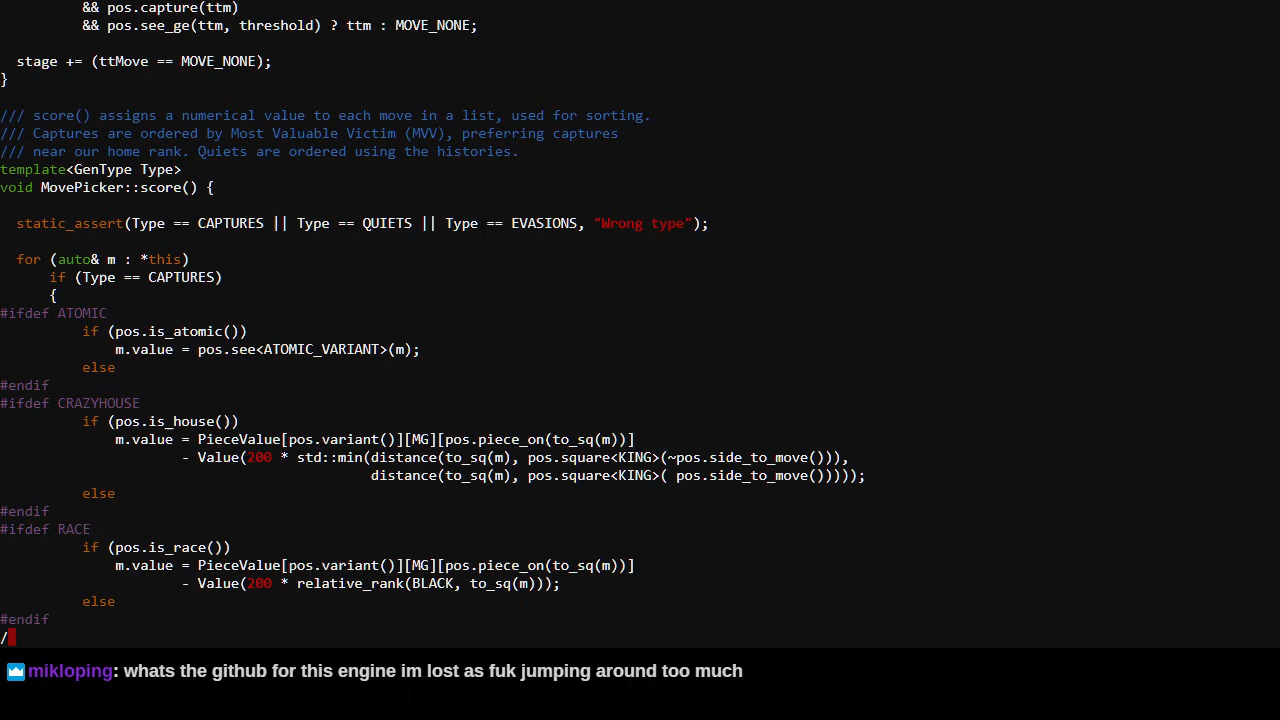 && pos.capture(ttm)
          && pos.see_ge(ttm, threshold) ? ttm : MOVE_NONE;

  stage += (ttMove == MOVE_NONE);
}

/// score() assigns a numerical value to each move in a list, used for sorting.
/// Captures are ordered by Most Valuable Victim (MVV), preferring captures
/// near our home rank. Quiets are ordered using the histories.
template<GenType Type>
void MovePicker::score() {

  static_assert(Type == CAPTURES || Type == QUIETS || Type == EVASIONS, "Wrong type");

  for (auto& m : *this)
      if (Type == CAPTURES)
      {
#ifdef ATOMIC
          if (pos.is_atomic())
              m.value = pos.see<ATOMIC_VARIANT>(m);
          else
#endif
#ifdef CRAZYHOUSE
          if (pos.is_house())
              m.value = PieceValue[pos.variant()][MG][pos.piece_on(to_sq(m))]
                      - Value(200 * std::min(distance(to_sq(m), pos.square<KING>(~pos.side_to_move())),
                                             distance(to_sq(m), pos.square<KING>( pos.side_to_move()))));
          else
#endif
#ifdef RACE
          if (pos.is_race())
              m.value = PieceValue[pos.variant()][MG][pos.piece_on(to_sq(m))]
                      - Value(200 * relative_rank(BLACK, to_sq(m)));
          else
#endif
/
mikloping: whats the github for this engine im lost as fuk jumping around too much